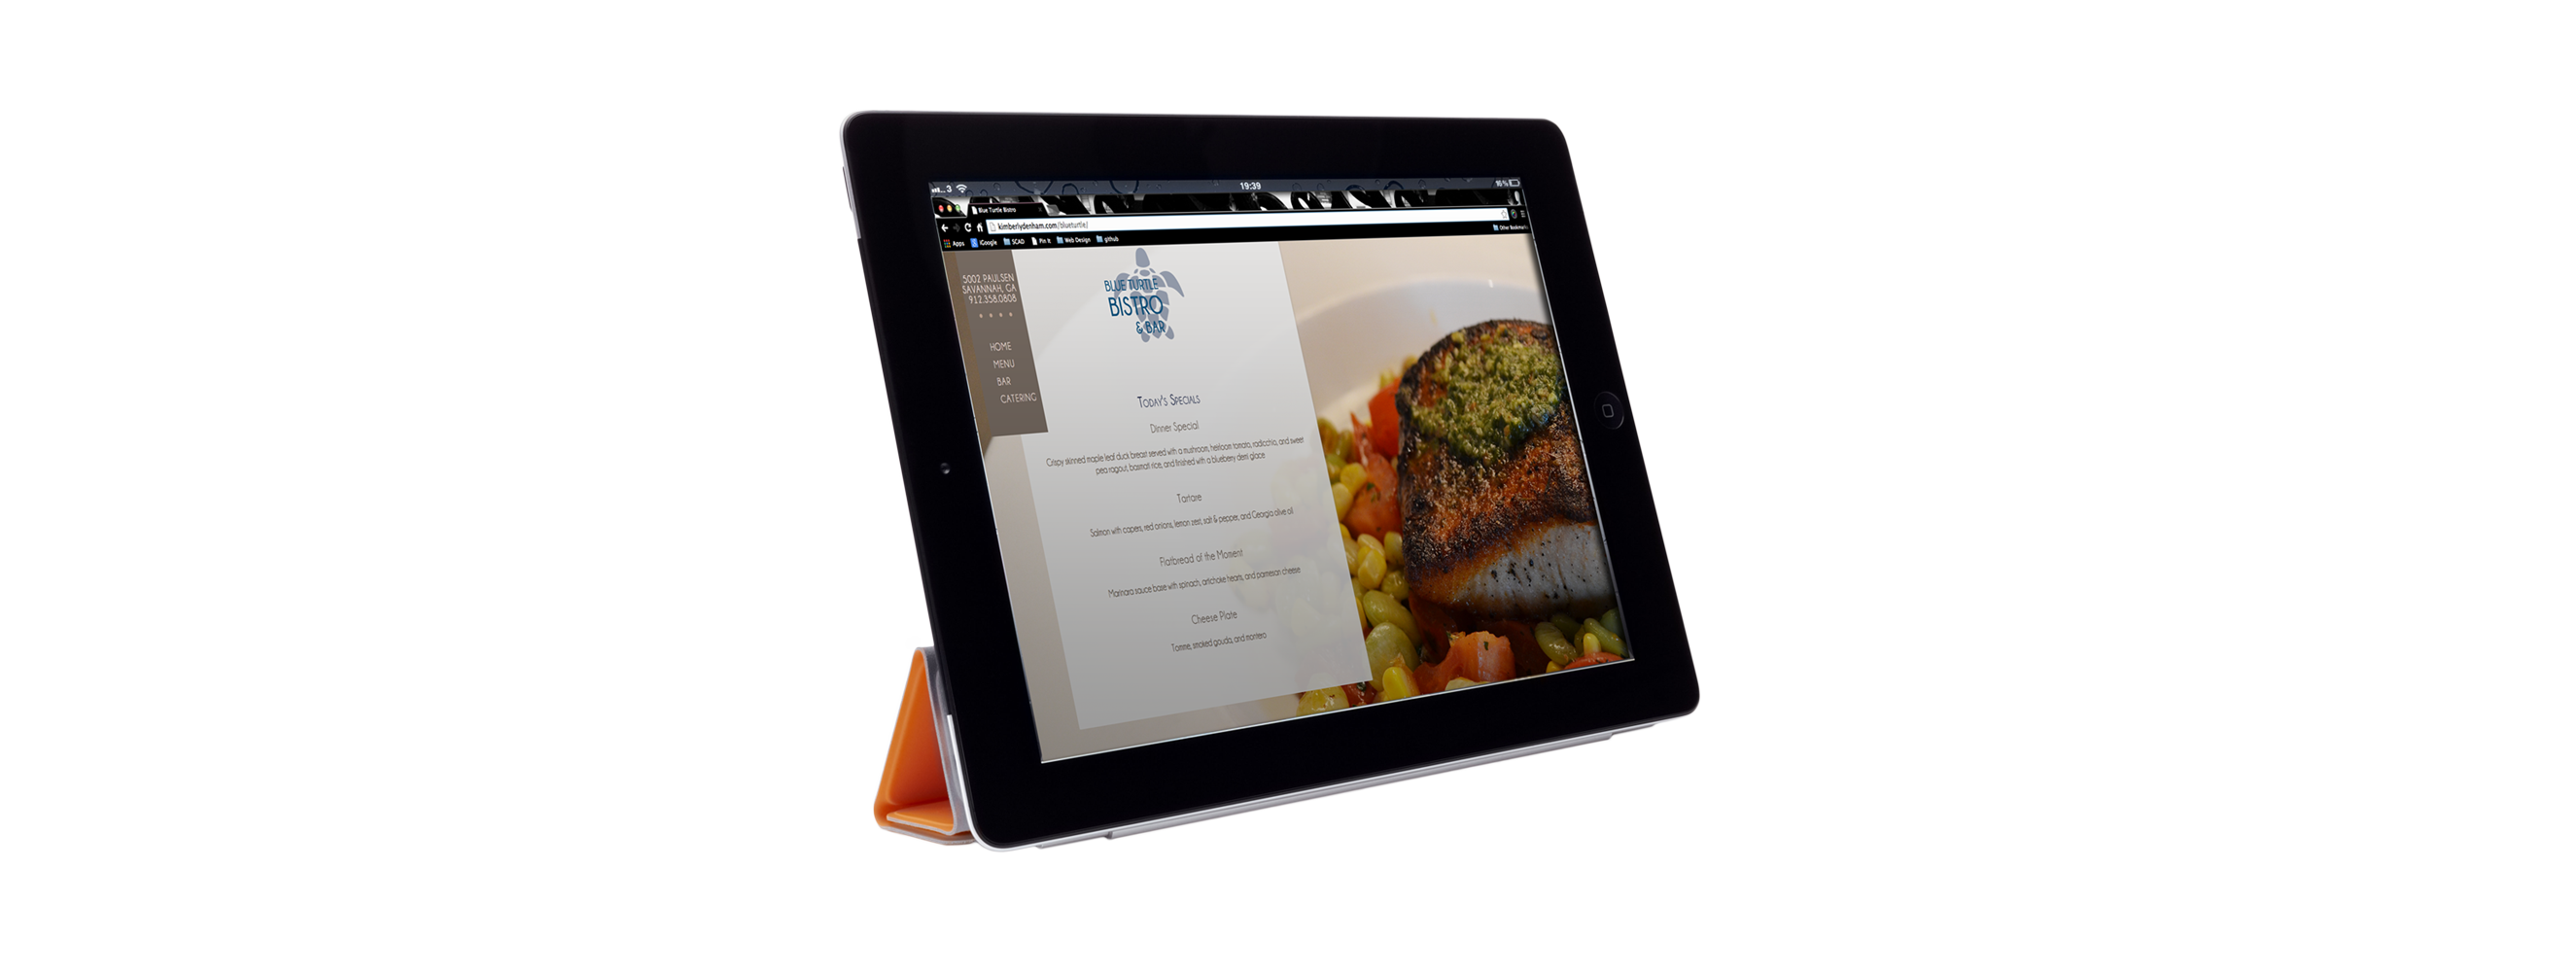 3 19:39
Blue Turtle Bistro
kimberlydenham.com/blueturtle/
Apps iGoogle SCAD Pin It Web Design github Other Bookmarks
5002 PAULSEN
SAVANNAH, GA
912.358.0808
HOME
MENU
BAR
CATERING
BLUE TURTLE
BISTRO
& BAR
Today's Specials
Dinner Special
Crispy skinned maple leaf duck breast served with a mushroom, heirloom tomato, radicchio, and sweet
pea ragout, basmati rice, and finished with a blueberry demi glace
Tartare
Salmon with capers, red onions, lemon zest, salt & pepper, and Georgia olive oil
Flatbread of the Moment
Marinara sauce base with spinach, artichoke hearts, and parmesan cheese
Cheese Plate
Tomme, smoked gouda, and montero